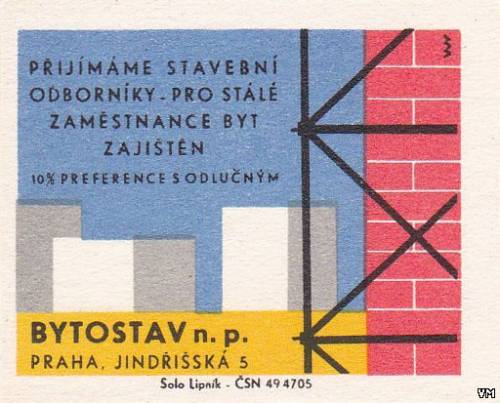 PŘIJÍMÁME STAVEBNÍ
ODBORNÍKY - PRO STÁLÉ
ZAMĚSTNANCE BYT
ZAJIŠTĚN
10% PREFERENCE S ODLUČNÝM
BYTOSTAV n. p.
PRAHA, JINDŘIŠSKÁ 5
Solo Lipník - ČSN 49 4705
YM